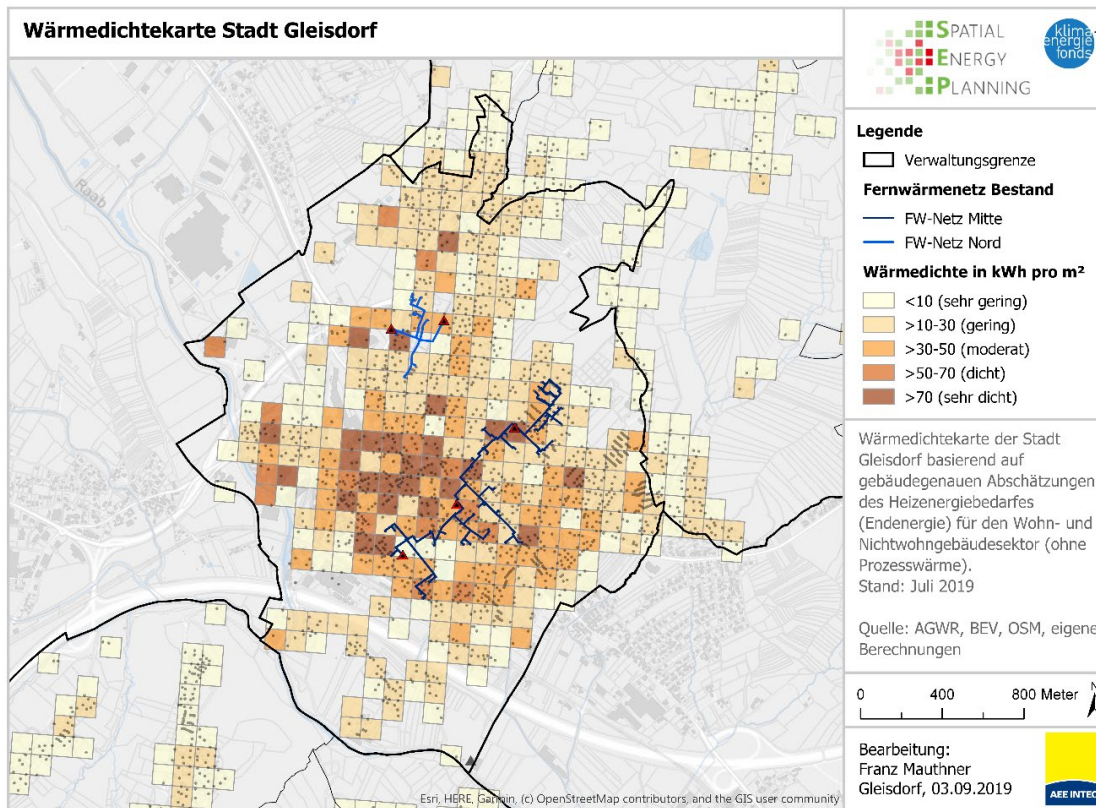 Wärmedichtekarte Stadt Gleisdorf
SPATIAL
ENERGY
PLANNING
klima
energie
fonds
Raab
Legende
Verwaltungsgrenze
Fernwärmenetz Bestand
FW-Netz Mitte
FW-Netz Nord
Wärmedichte in kWh pro m²
<10 (sehr gering)
>10-30 (gering)
>30-50 (moderat)
>50-70 (dicht)
>70 (sehr dicht)
Wärmedichtekarte der Stadt
Gleisdorf basierend auf
gebäudegenauen Abschätzungen
des Heizenergiebedarfes
(Endenergie) für den Wohn- und
Nichtwohngebäudesektor (ohne
Prozesswärme).
Stand: Juli 2019
Quelle: AGWR, BEV, OSM, eigene
Berechnungen
0 400 800 Meter
N
Bearbeitung:
Franz Mauthner
Gleisdorf, 03.09.2019
AEE INTEC
Esri, HERE, Garmin, (c) OpenStreetMap contributors, and the GIS user community